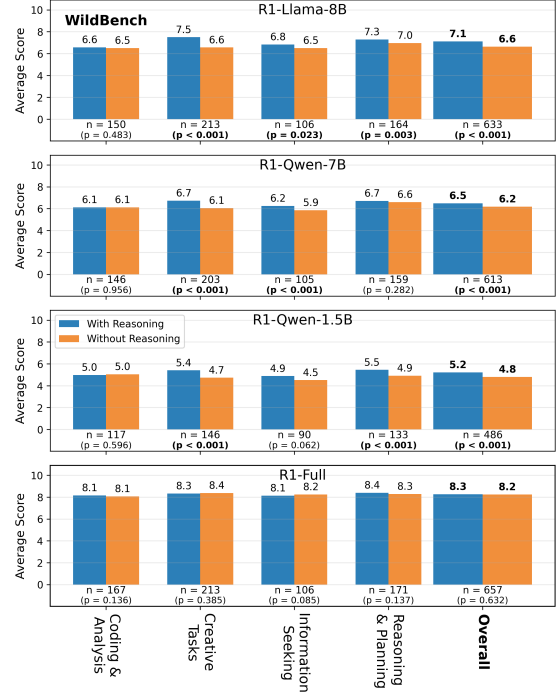 R1-Llama-8B
WildBench
Average Score
10
8
6
4
2
0
6.6 6.5 7.5 6.6 6.8 6.5 7.3 7.0 7.1 6.6
n = 150 n = 213 n = 106 n = 164 n = 633
(p = 0.483) (p < 0.001) (p = 0.023) (p = 0.003) (p < 0.001)
R1-Qwen-7B
Average Score
10
8
6
4
2
0
6.1 6.1 6.7 6.1 6.2 5.9 6.7 6.6 6.5 6.2
n = 146 n = 203 n = 105 n = 159 n = 613
(p = 0.956) (p < 0.001) (p < 0.001) (p = 0.282) (p < 0.001)
R1-Qwen-1.5B
With Reasoning
Without Reasoning
Average Score
10
8
6
4
2
0
5.0 5.0 5.4 4.7 4.9 4.5 5.5 4.9 5.2 4.8
n = 117 n = 146 n = 90 n = 133 n = 486
(p = 0.596) (p < 0.001) (p = 0.062) (p < 0.001) (p < 0.001)
R1-Full
Average Score
10
8
6
4
2
0
8.1 8.1 8.3 8.4 8.1 8.2 8.4 8.3 8.3 8.2
n = 167 n = 213 n = 106 n = 171 n = 657
(p = 0.136) (p = 0.385) (p = 0.085) (p = 0.137) (p = 0.632)
Coding &
Analysis
Creative
Tasks
Information
Seeking
Reasoning
& Planning
Overall